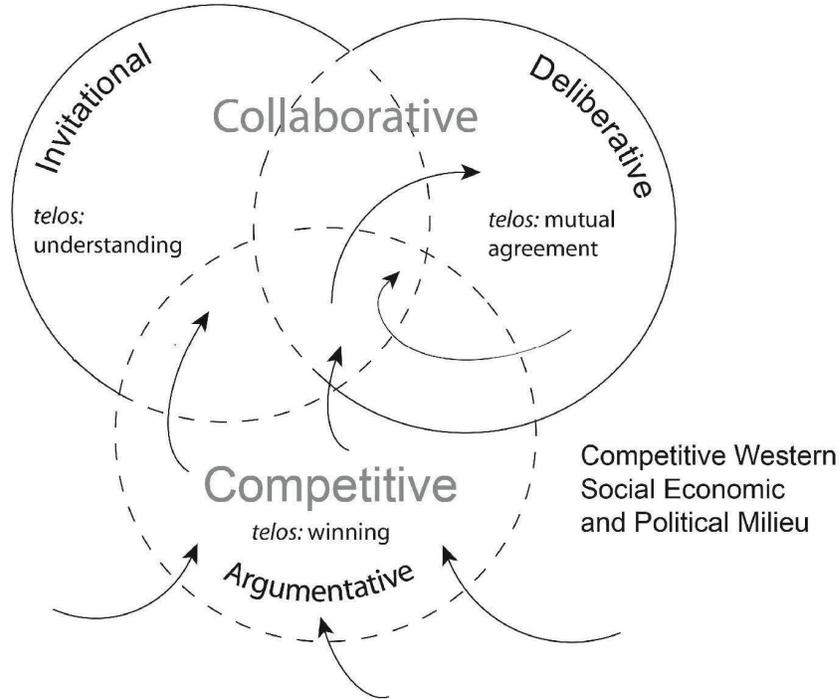 Invitational
Deliberative
Collaborative
telos:
understanding
telos: mutual
agreement
Competitive
telos: winning
Argumentative
Competitive Western
Social Economic
and Political Milieu